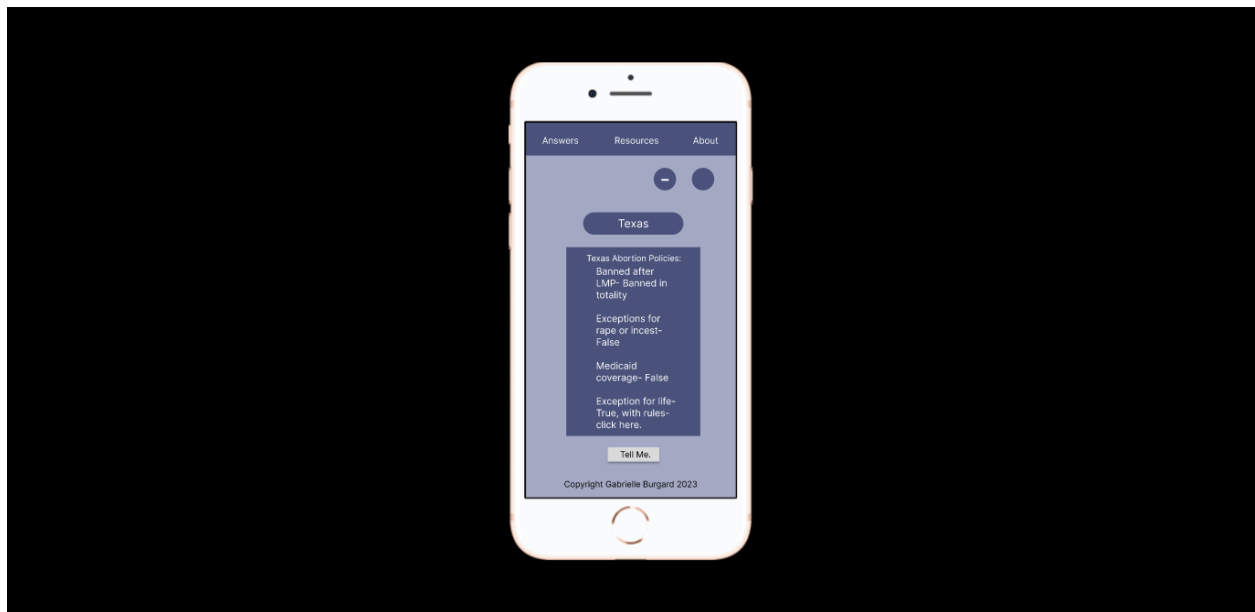 Answers Resources About
–
Texas
Texas Abortion Policies:
Banned after
LMP- Banned in
totality
Exceptions for
rape or incest-
False
Medicaid
coverage- False
Exception for life-
True, with rules-
click here.
Tell Me.
Copyright Gabrielle Burgard 2023